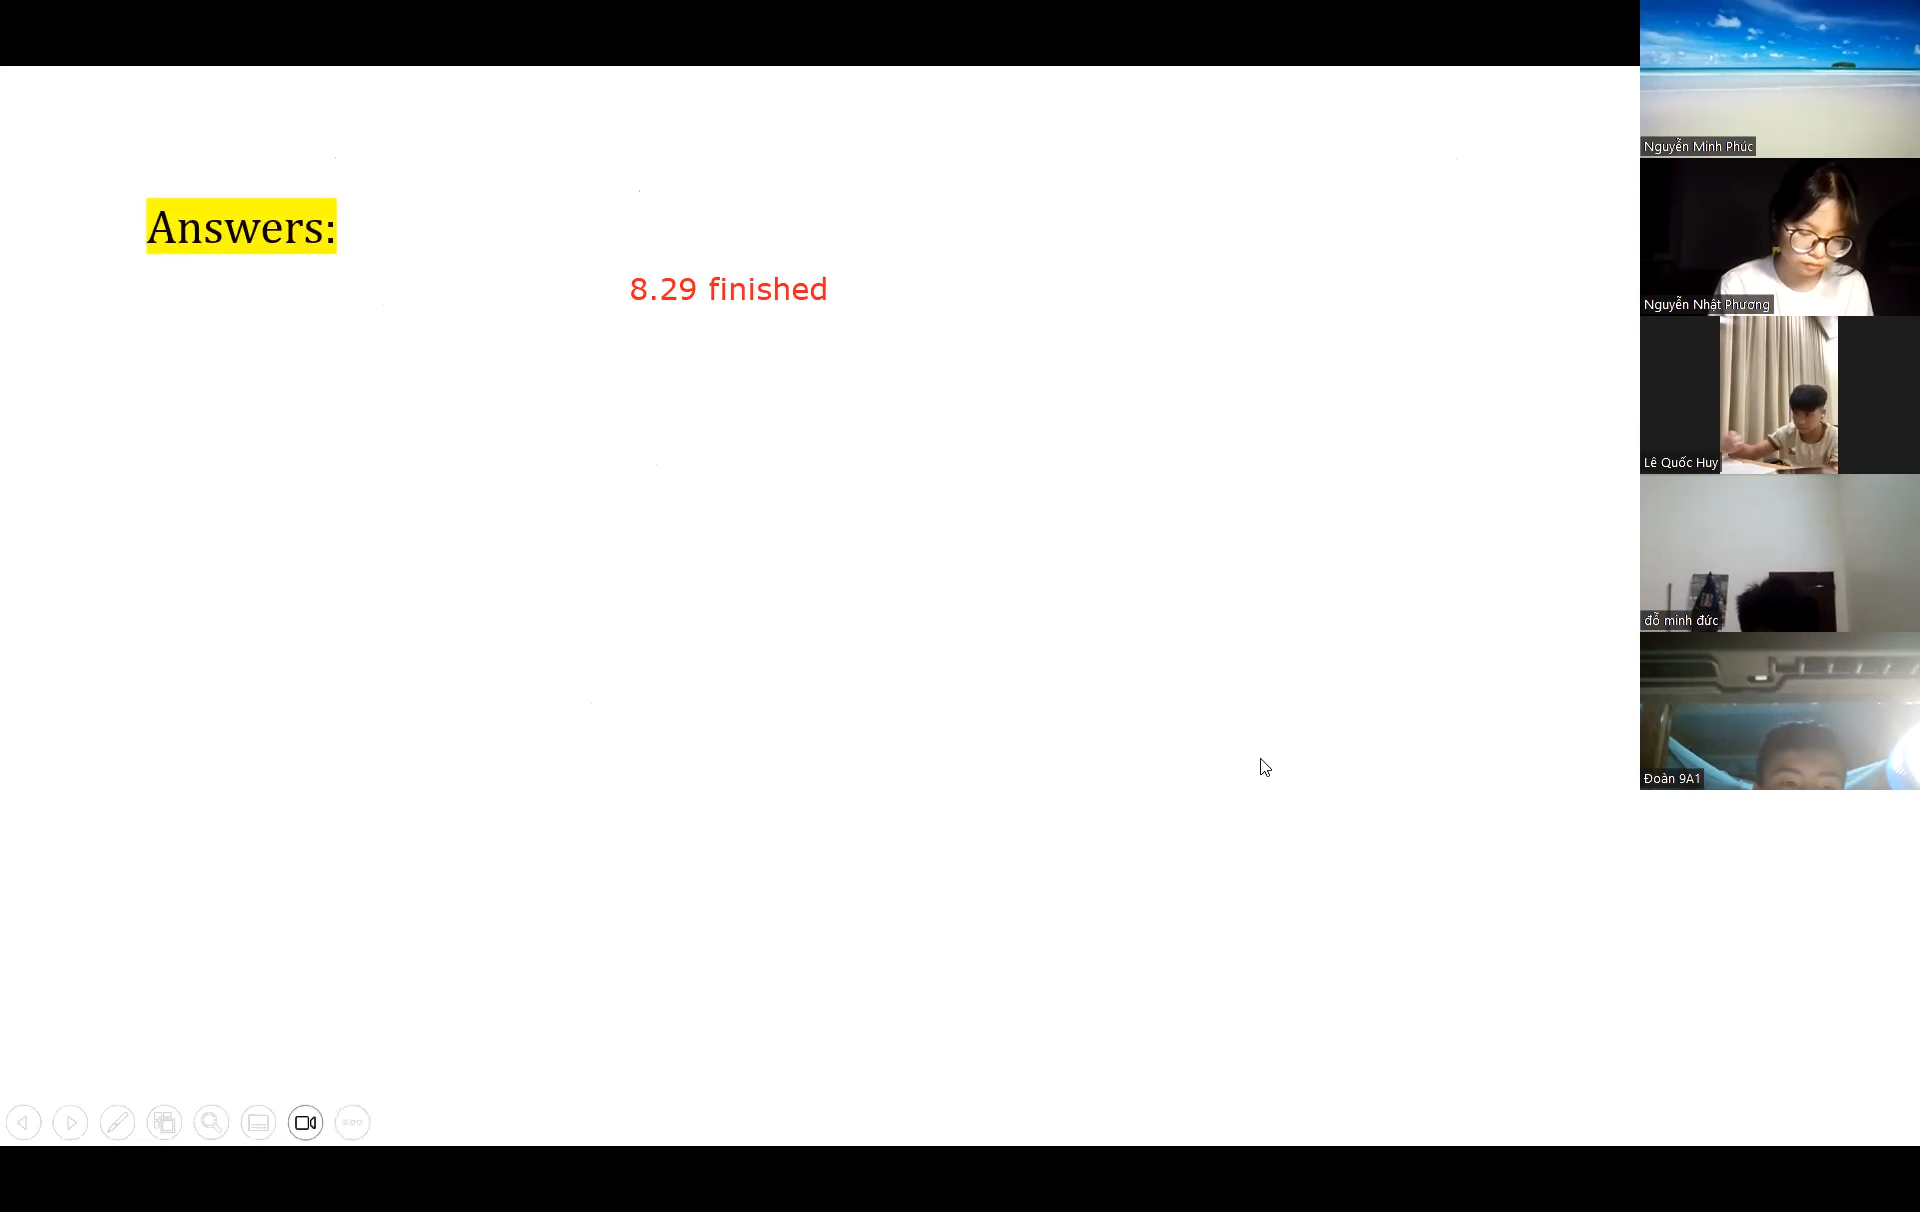 Answers:
8.29 finished
Nguyễn Minh Phúc
Nguyễn Nhật Phương
Lê Quốc Huy
đỗ minh đức
Đoàn 9A1